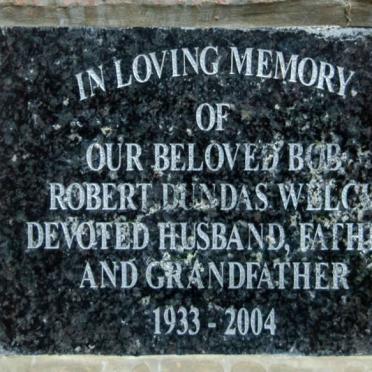 IN LOVING MEMORY
OF
OUR BELOVED BOB
ROBERT DUNDAS WELCH
DEVOTED HUSBAND, FATHER
AND GRANDFATHER
1933 - 2004